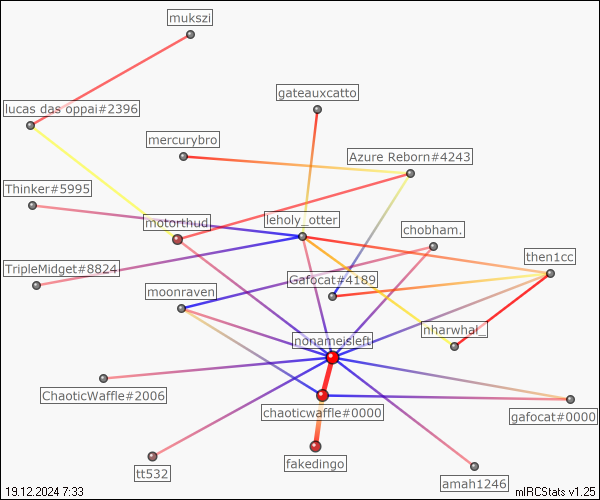 mukszi
gateauxcatto
lucas das oppai#2396
mercurybro
Azure Reborn#4243
Thinker#5995
motorthud_
leholy_otter
chobham.
then1cc
TripleMidget#8824
Gafocat#4189
moonraven
nharwhal_
nonameisleft
ChaoticWaffle#2006
chaoticwaffle#0000
gafocat#0000
fakedingo
tt532
amah1246
19.12.2024 7:33
mIRCStats v1.25